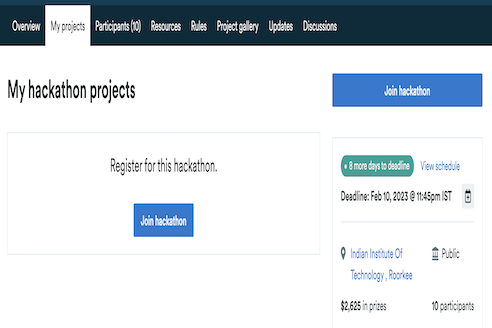 Overview My projects Participants (10) Resources Rules Project gallery Updates Discussions
My hackathon projects
Join hackathon
Register for this hackathon.
Join hackathon
8 more days to deadline View schedule
Deadline: Feb 10, 2023 @ 11:45pm IST
Indian Institute Of Technology , Roorkee
Public
$2,625 in prizes 10 participants